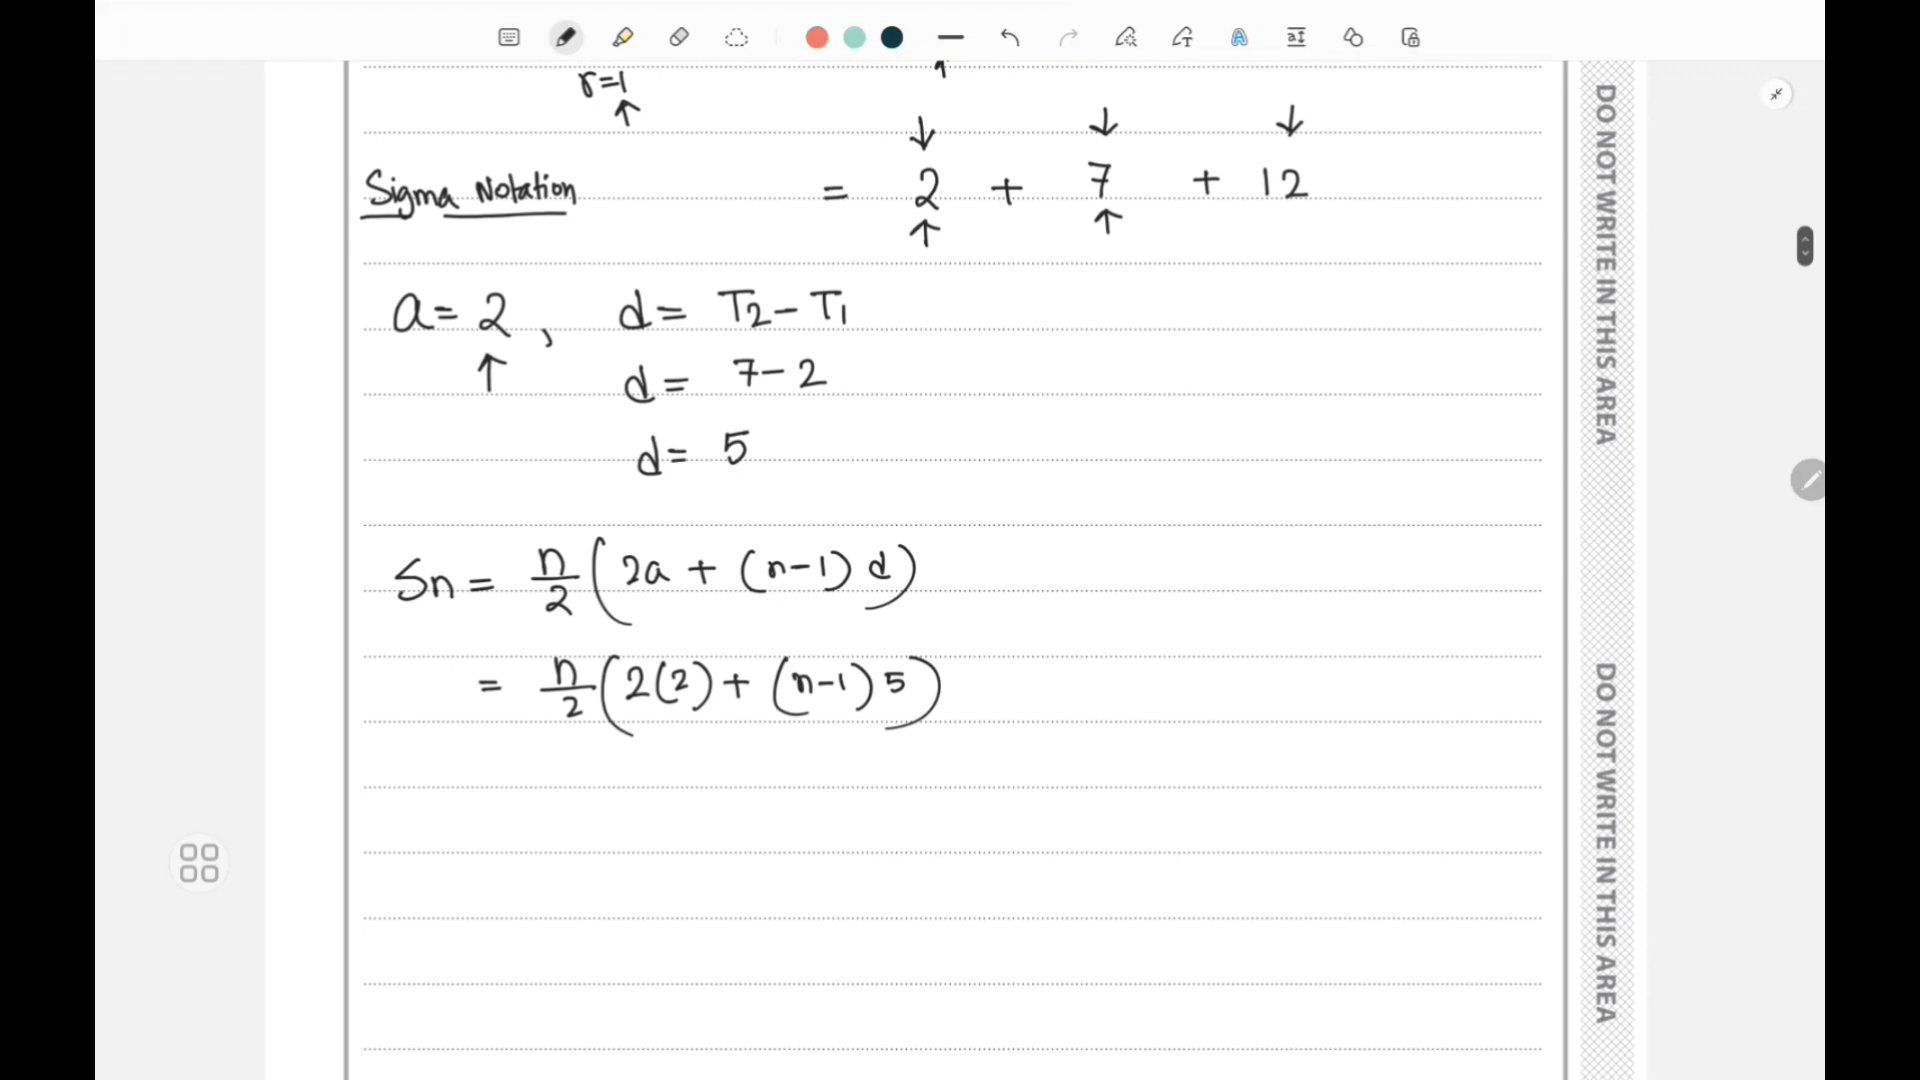 r=1
Sigma Notation = 2 + 7 + 12
a = 2 , d = T2 - T1
d = 7 - 2
d = 5
Sn = n/2 (2a + (n-1) d)
= n/2 (2(2) + (n-1) 5)
DO NOT WRITE IN THIS AREA
DO NOT WRITE IN THIS AREA